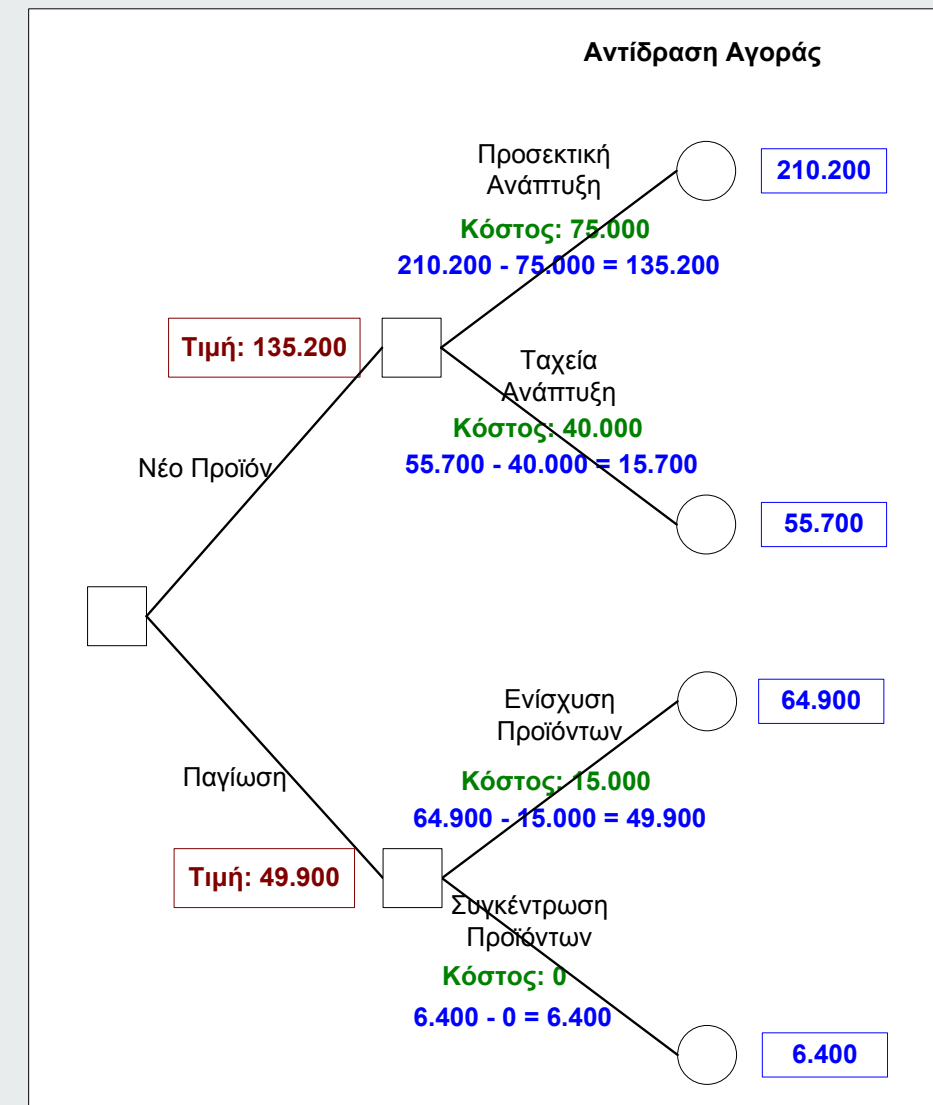 Αντίδραση Αγοράς
Προσεκτική
Ανάπτυξη
210.200
Κόστος: 75.000
210.200 - 75.000 = 135.200
Τιμή: 135.200
Ταχεία
Ανάπτυξη
Κόστος: 40.000
55.700 - 40.000 = 15.700
Νέο Προϊόν
55.700
Ενίσχυση
Προϊόντων
64.900
Παγίωση
Κόστος: 15.000
64.900 - 15.000 = 49.900
Τιμή: 49.900
Συγκέντρωση
Προϊόντων
Κόστος: 0
6.400 - 0 = 6.400
6.400